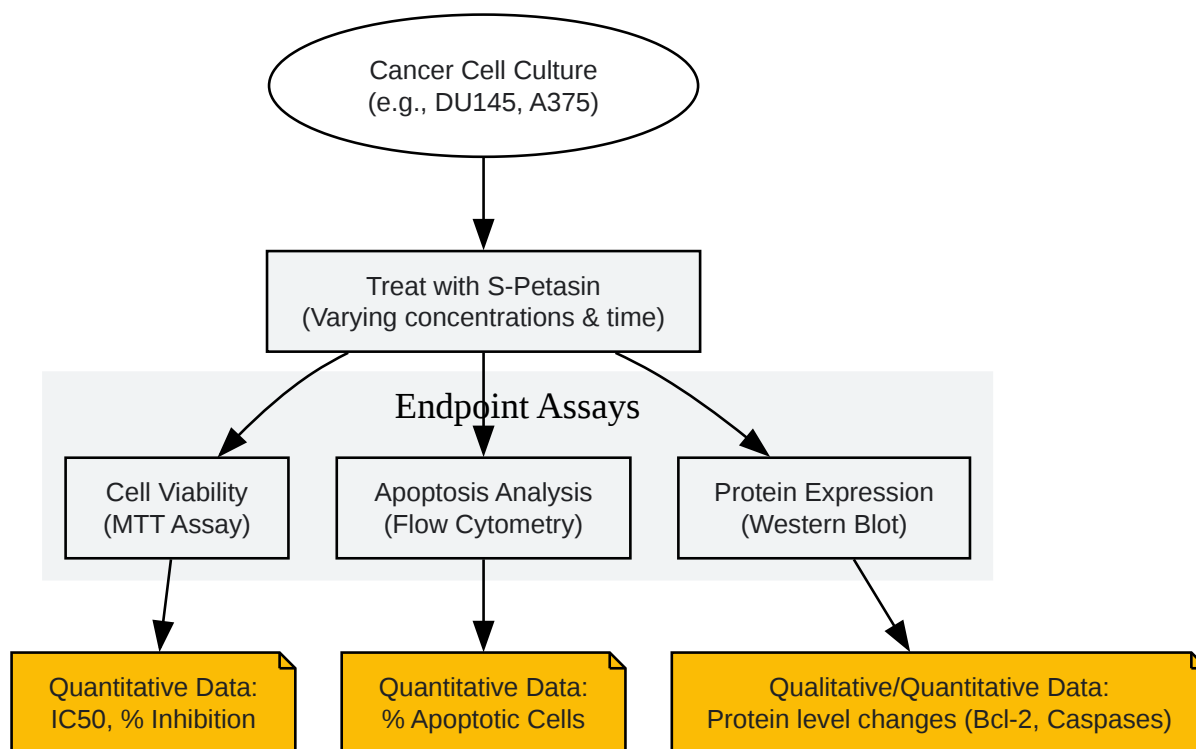 Cancer Cell Culture
(e.g., DU145, A375)
Treat with S-Petasin
(Varying concentrations & time)
Endpoint Assays
Cell Viability
(MTT Assay)
Apoptosis Analysis
(Flow Cytometry)
Protein Expression
(Western Blot)
Quantitative Data:
IC50, % Inhibition
Quantitative Data:
% Apoptotic Cells
Qualitative/Quantitative Data:
Protein level changes (Bcl-2, Caspases)